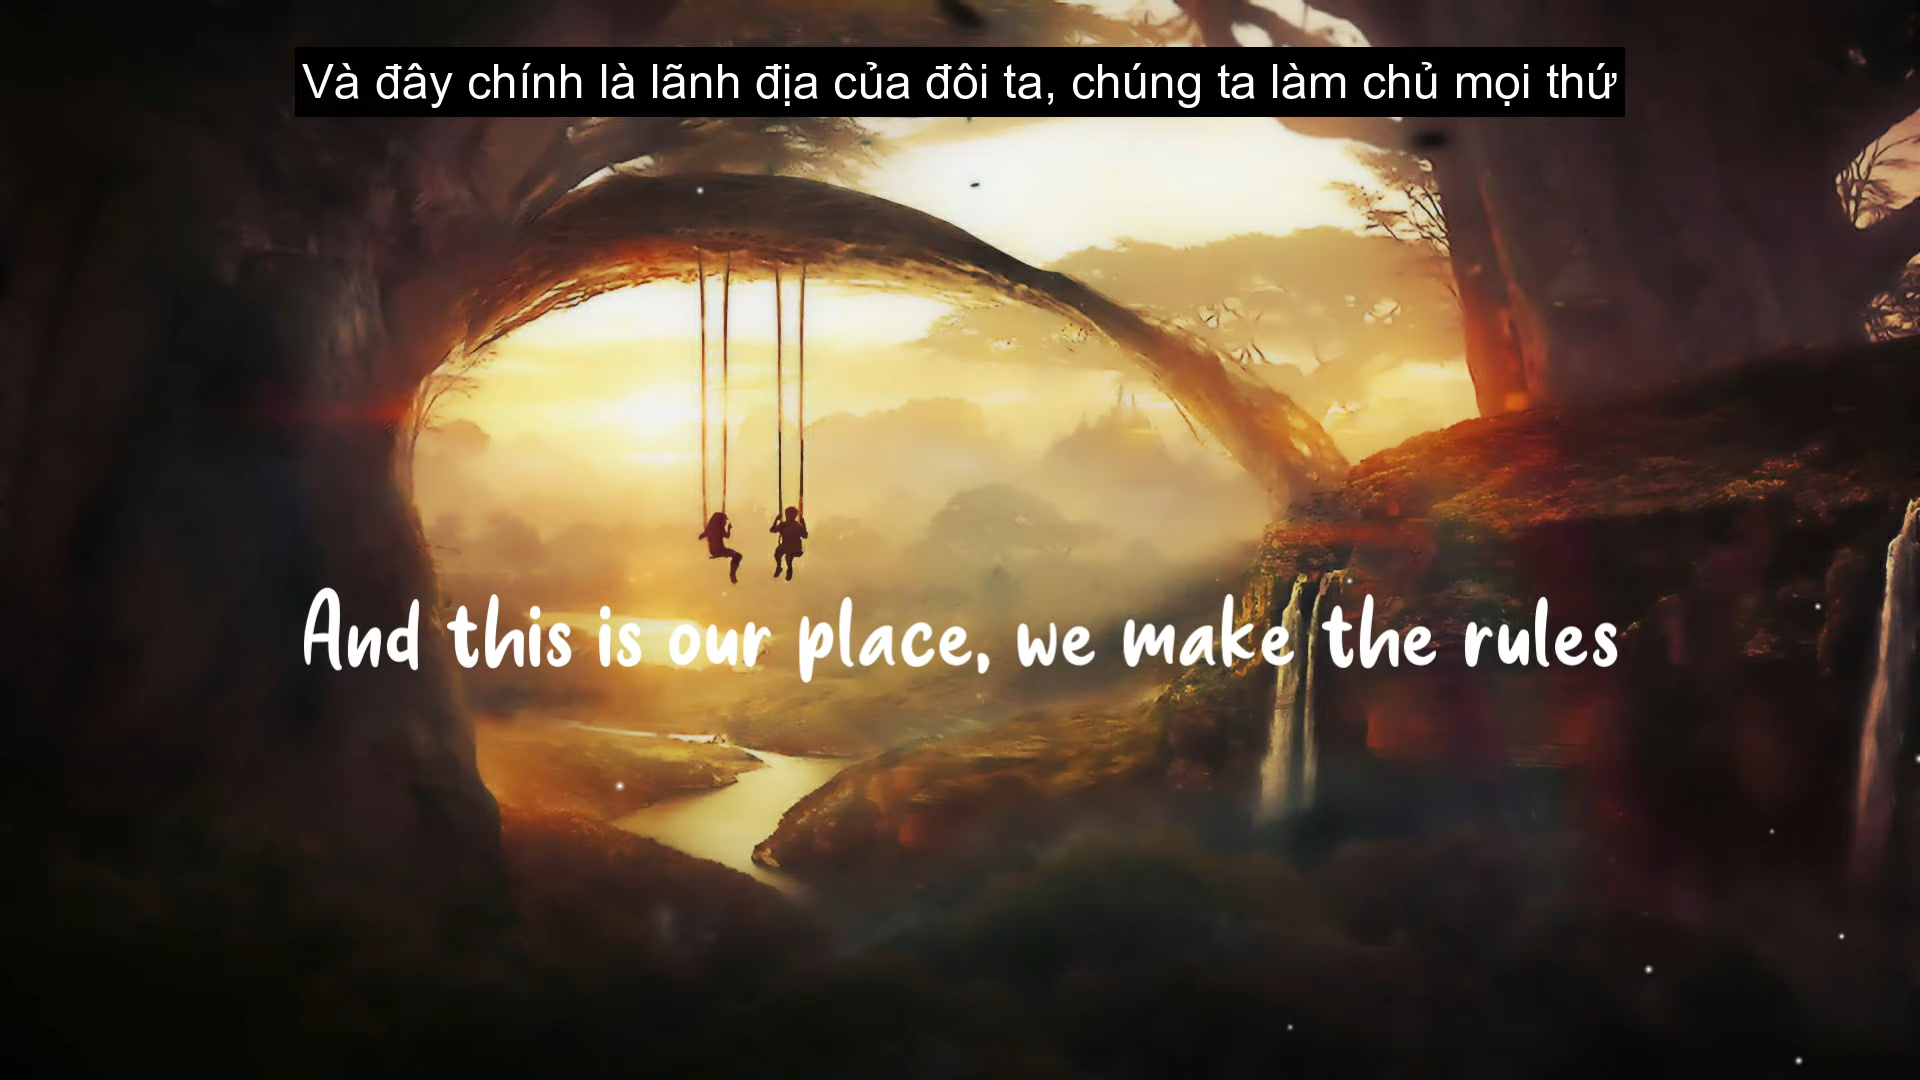 Và đây chính là lãnh địa của đôi ta, chúng ta làm chủ mọi thứ
And this is our place, we make the rules